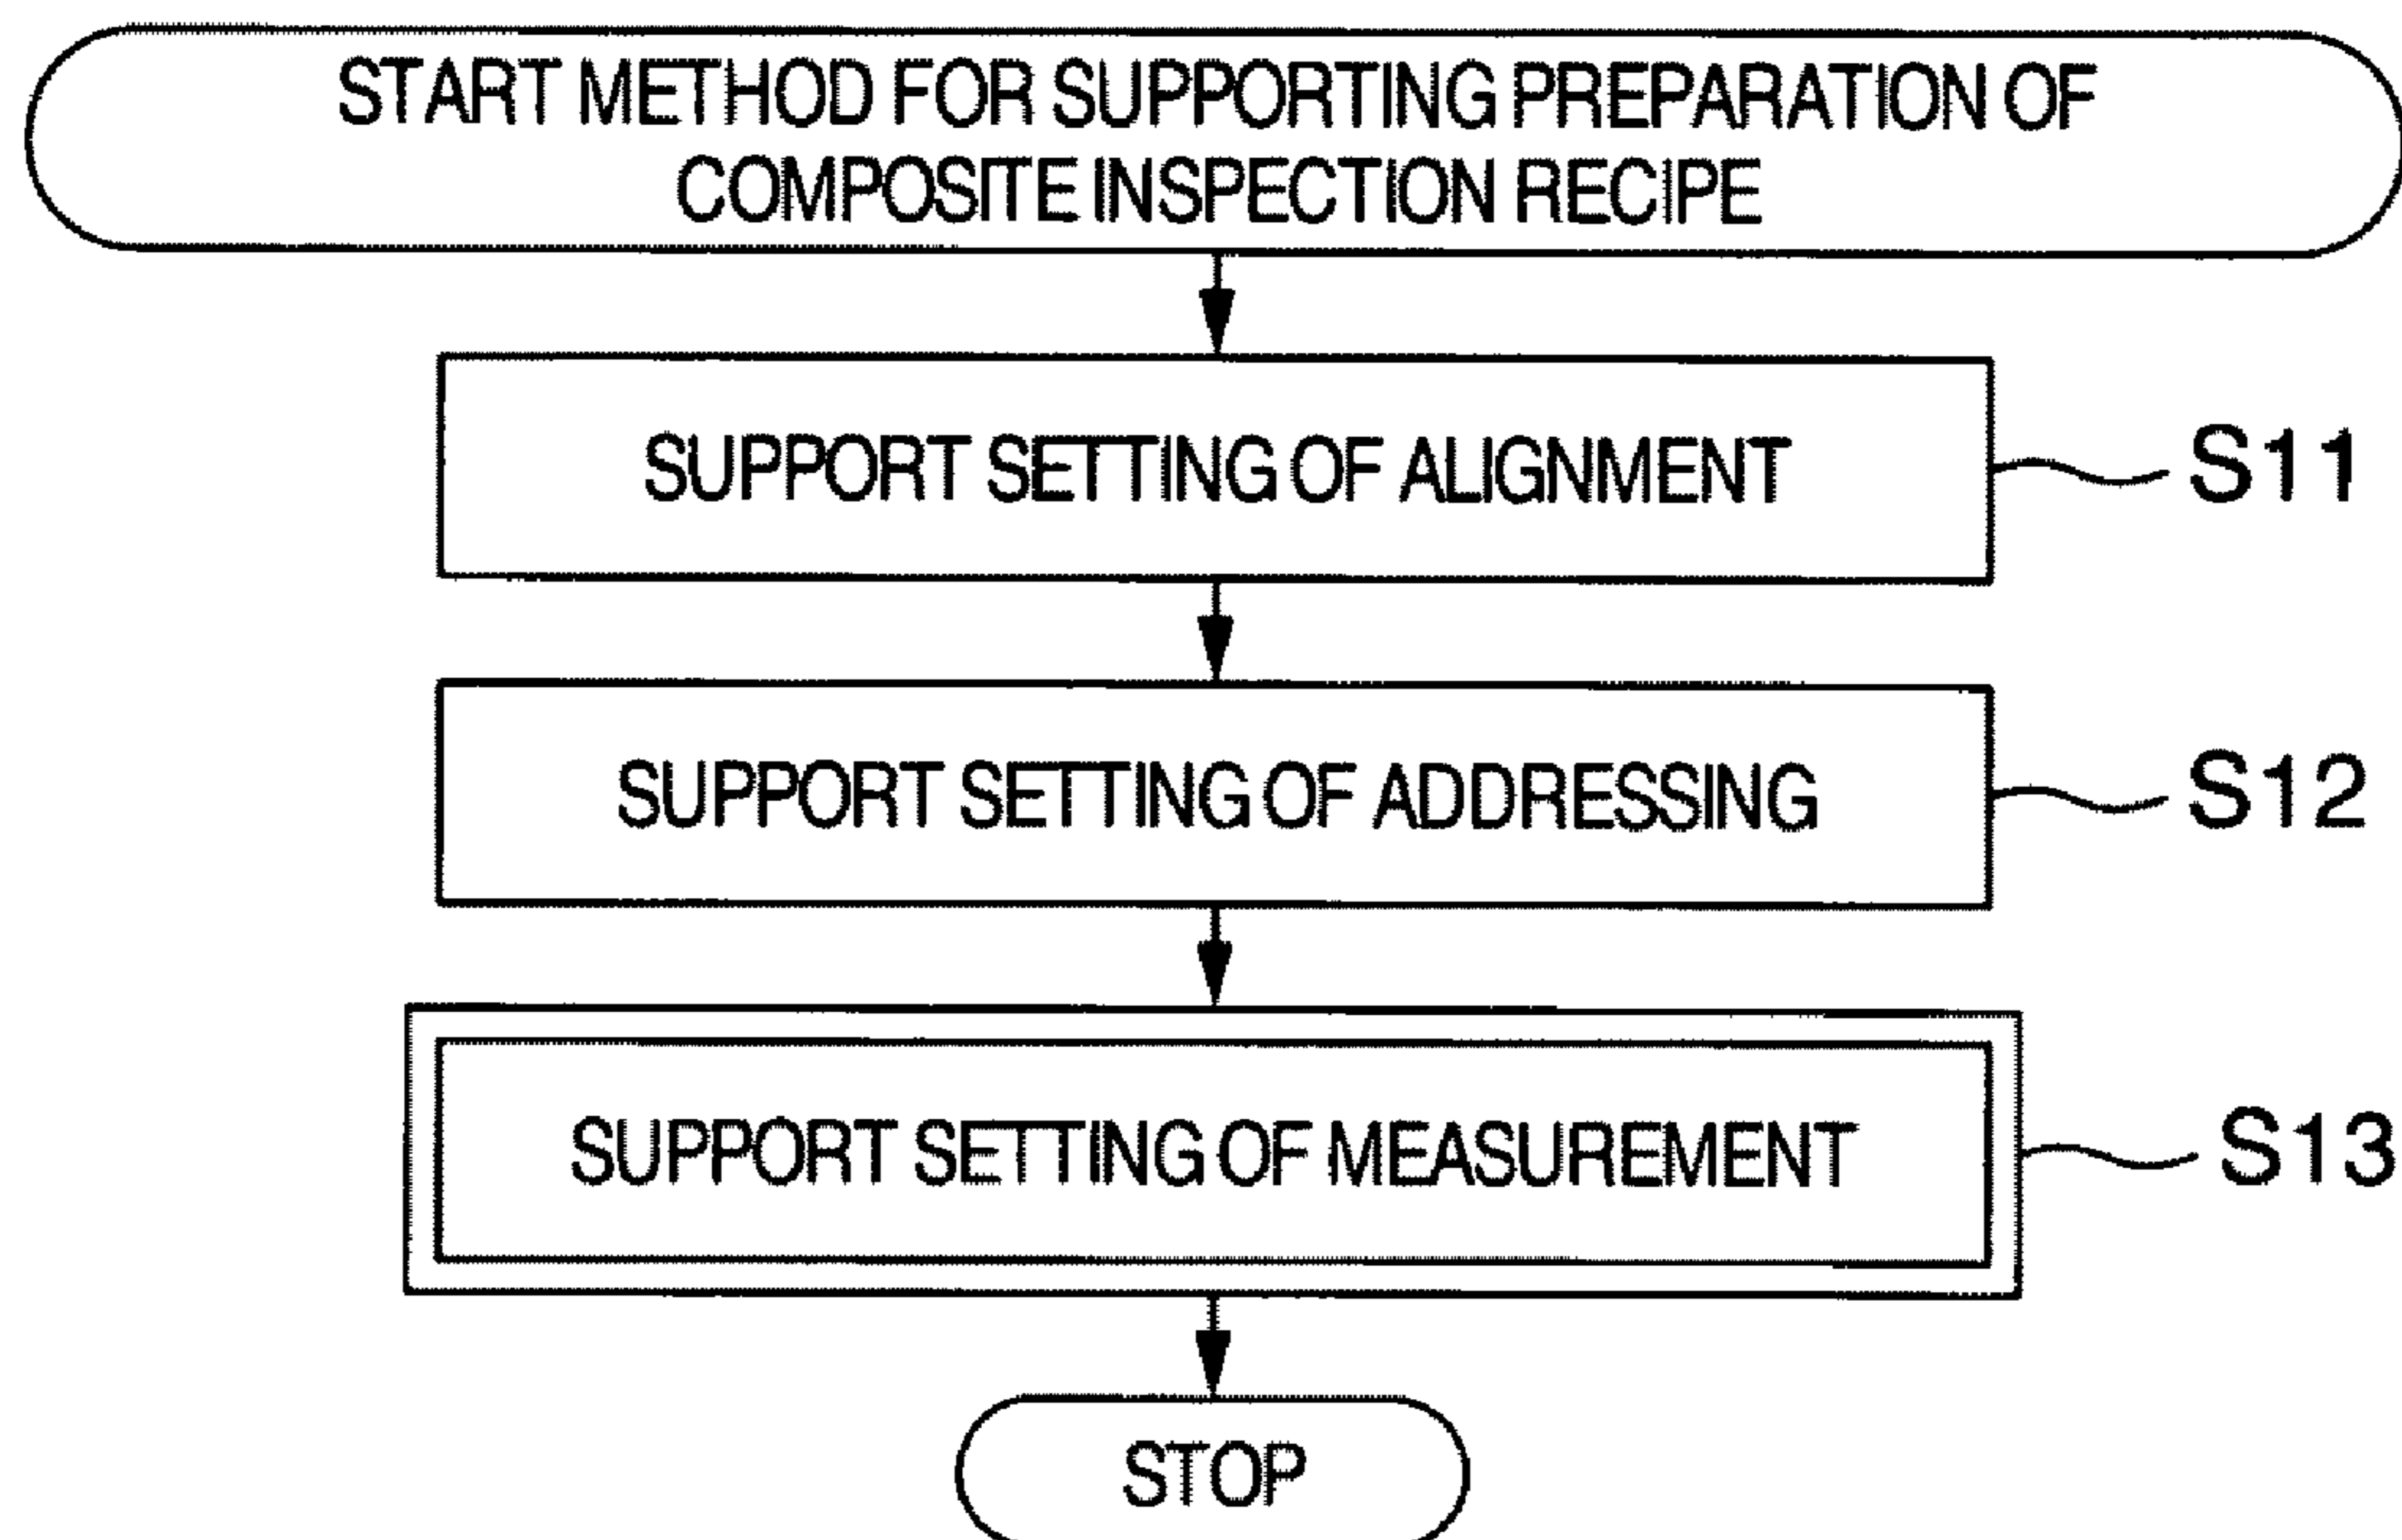 START METHOD FOR SUPPORTING PREPARATION OF
COMPOSITE INSPECTION RECIPE
SUPPORT SETTING OF ALIGNMENT
S11
SUPPORT SETTING OF ADDRESSING
S12
SUPPORT SETTING OF MEASUREMENT
S13
STOP